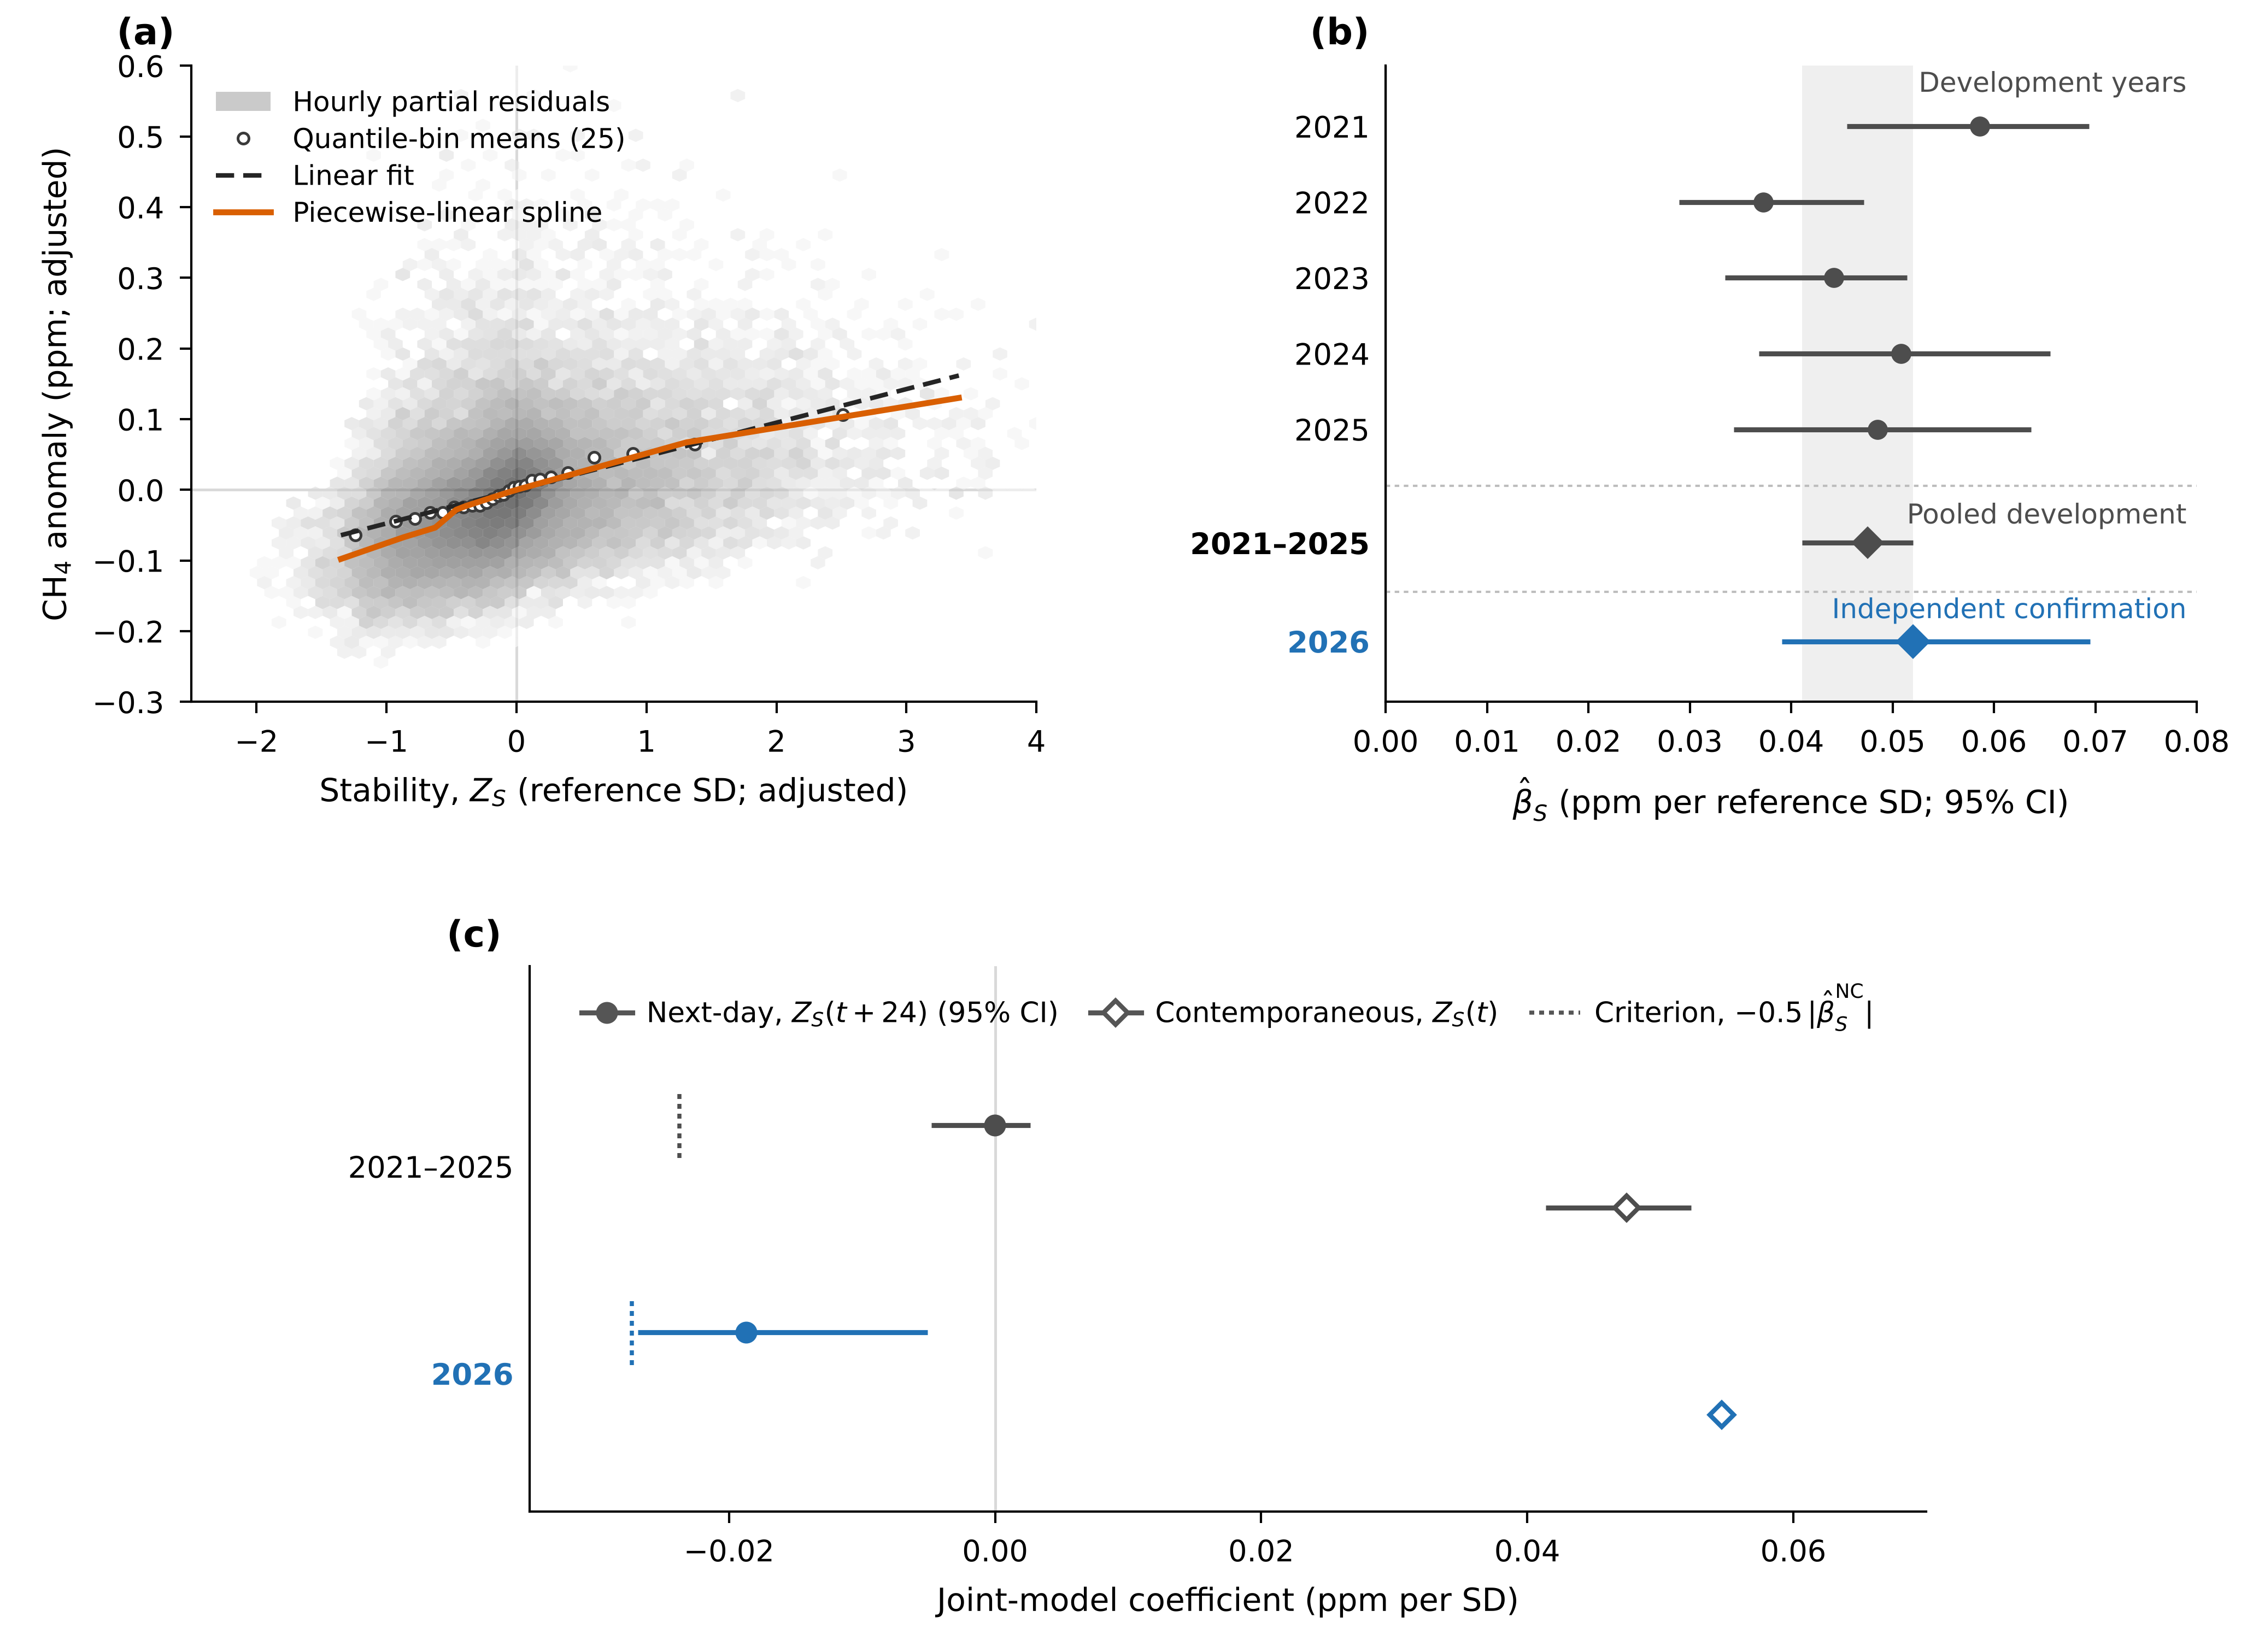 (a)
0.6
0.5
0.4
0.3
0.2
0.1
0.0
−0.1
−0.2
−0.3
CH₄ anomaly (ppm; adjusted)
Hourly partial residuals
Quantile-bin means (25)
Linear fit
Piecewise-linear spline
−2 −1 0 1 2 3 4
Stability, Z_S (reference SD; adjusted)
(b)
Development years
2021
2022
2023
2024
2025
Pooled development
2021–2025
Independent confirmation
2026
0.00 0.01 0.02 0.03 0.04 0.05 0.06 0.07 0.08
β̂_S (ppm per reference SD; 95% CI)
(c)
Next-day, Z_S(t + 24) (95% CI) Contemporaneous, Z_S(t) Criterion, −0.5 |β̂_S^NC|
2021–2025
2026
−0.02 0.00 0.02 0.04 0.06
Joint-model coefficient (ppm per SD)